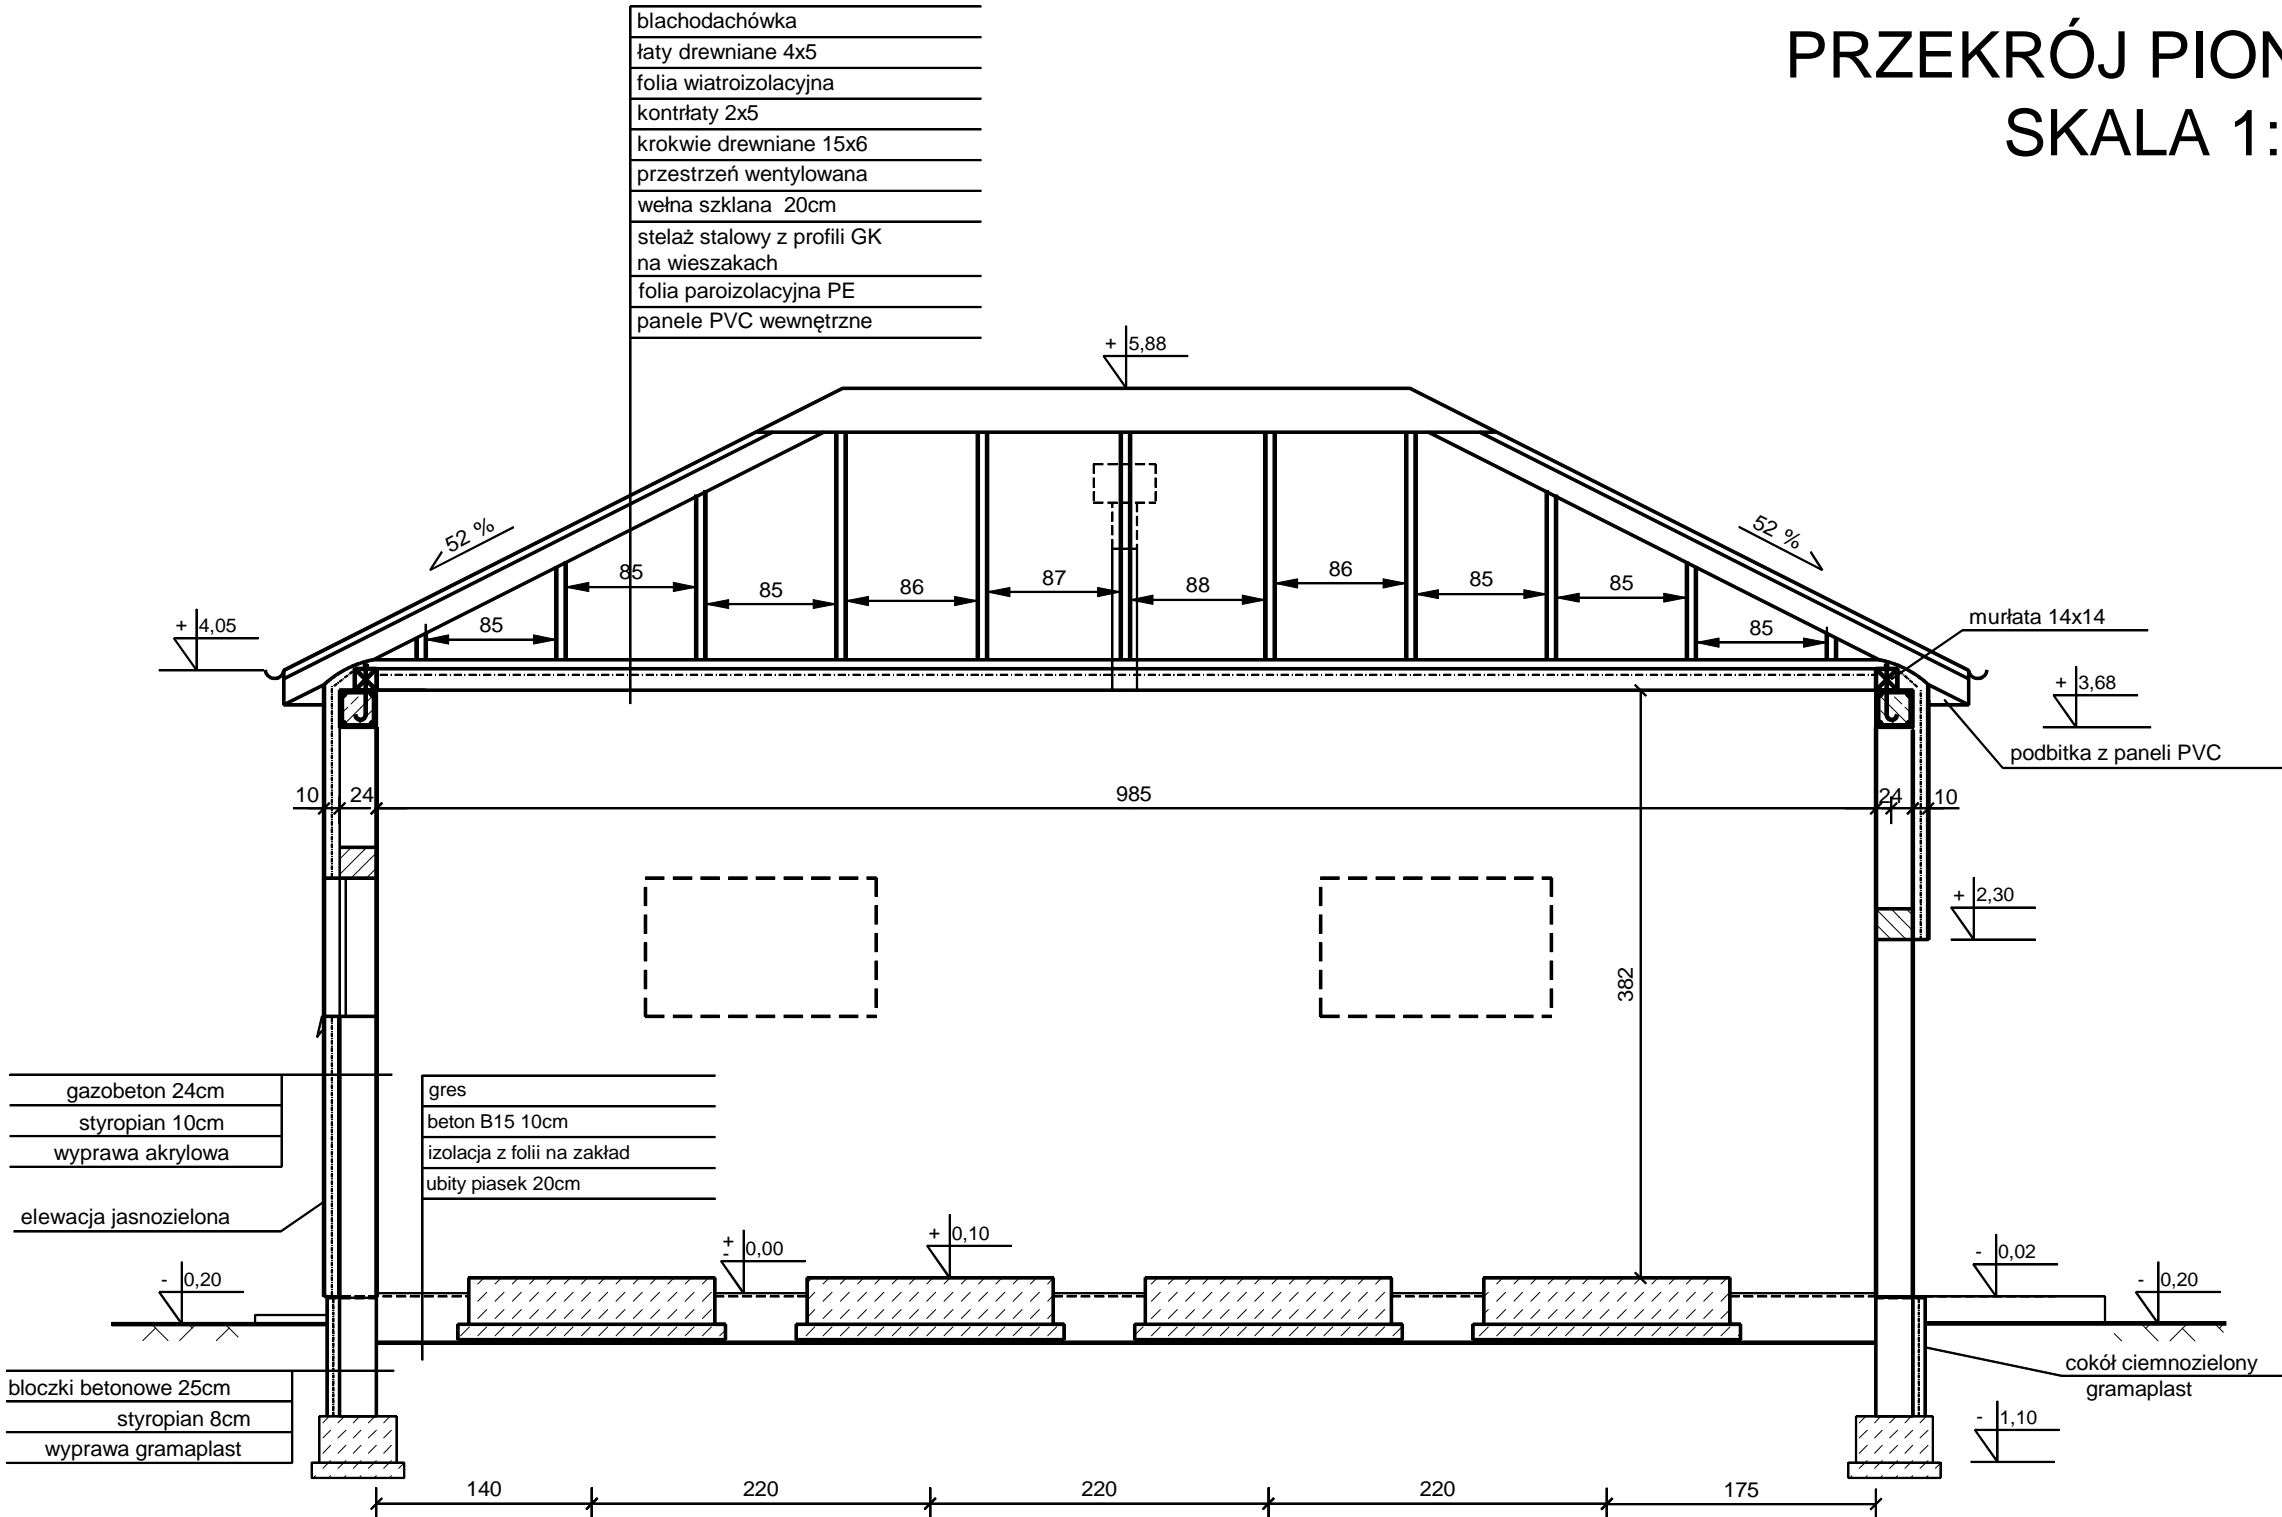 blachodachówka
łaty drewniane 4x5
folia wiatroizolacyjna
kontrłaty 2x5
krokwie drewniane 15x6
przestrzeń wentylowana
wełna szklana 20cm
stelaż stalowy z profili GK
na wieszakach
folia paroizolacyjna PE
panele PVC wewnętrzne
PRZEKRÓJ PION
SKALA 1:
+ 5,88
52 %
52 %
85
85
85
86
87
88
86
85
85
85
+ 4,05
murłata 14x14
+ 3,68
podbitka z paneli PVC
10
24
985
24
10
+ 2,30
382
gazobeton 24cm
styropian 10cm
wyprawa akrylowa
elewacja jasnozielona
gres
beton B15 10cm
izolacja z folii na zakład
ubity piasek 20cm
+
- 0,00
+ 0,10
- 0,20
- 0,02
- 0,20
bloczki betonowe 25cm
styropian 8cm
wyprawa gramaplast
cokół ciemnozielony
gramaplast
- 1,10
140
220
220
220
175